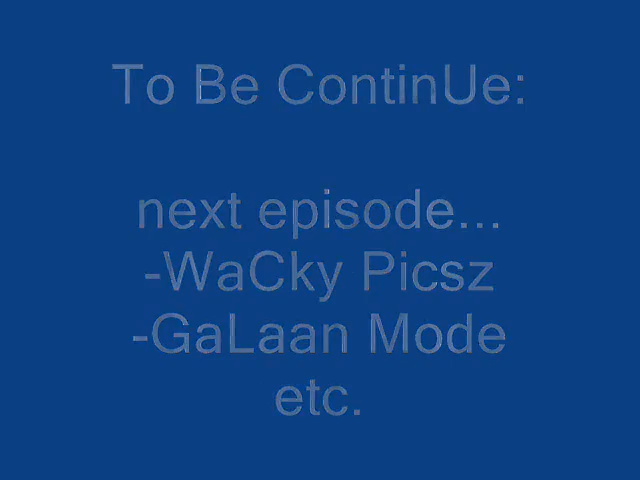 To Be ContinUe:
next episode...
-WaCky Picsz
-GaLaan Mode
etc.